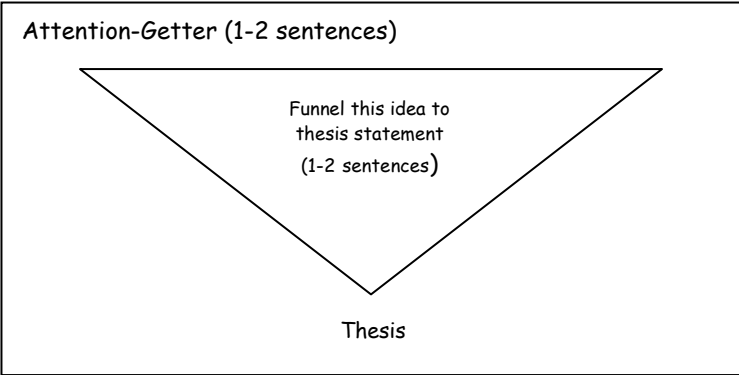 Attention-Getter (1-2 sentences)
Funnel this idea to
thesis statement
(1-2 sentences)
Thesis